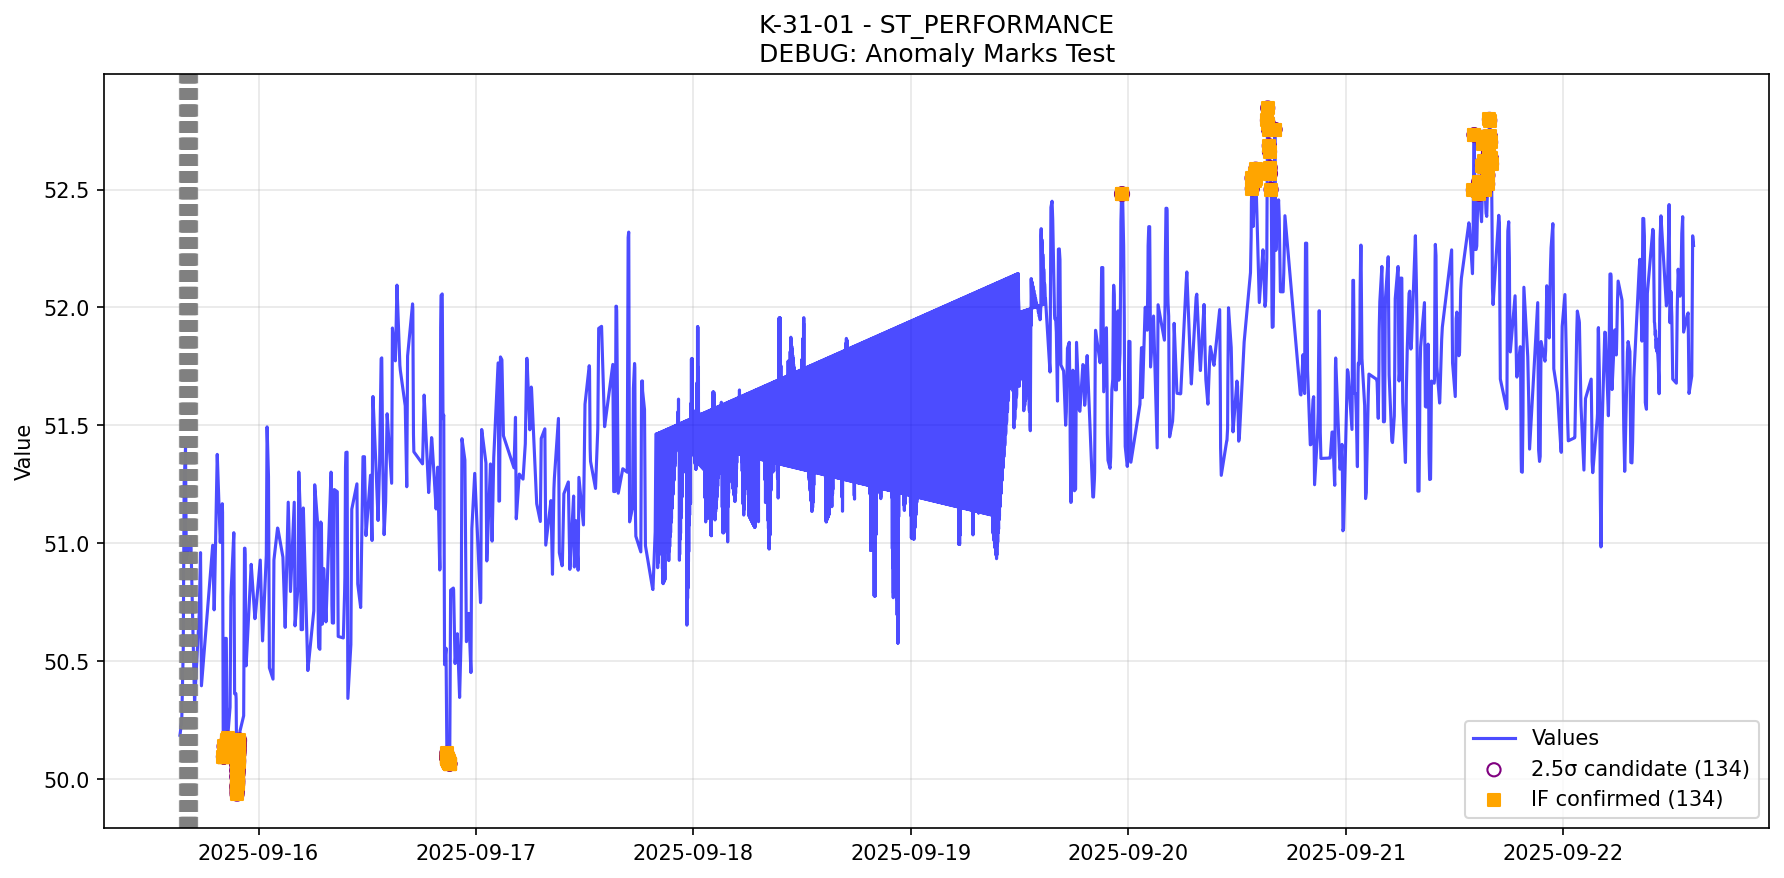 K-31-01 - ST_PERFORMANCE
DEBUG: Anomaly Marks Test
Value
52.5
52.0
51.5
51.0
50.5
50.0
Values
2.5σ candidate (134)
IF confirmed (134)
2025-09-16
2025-09-17
2025-09-18
2025-09-19
2025-09-20
2025-09-21
2025-09-22